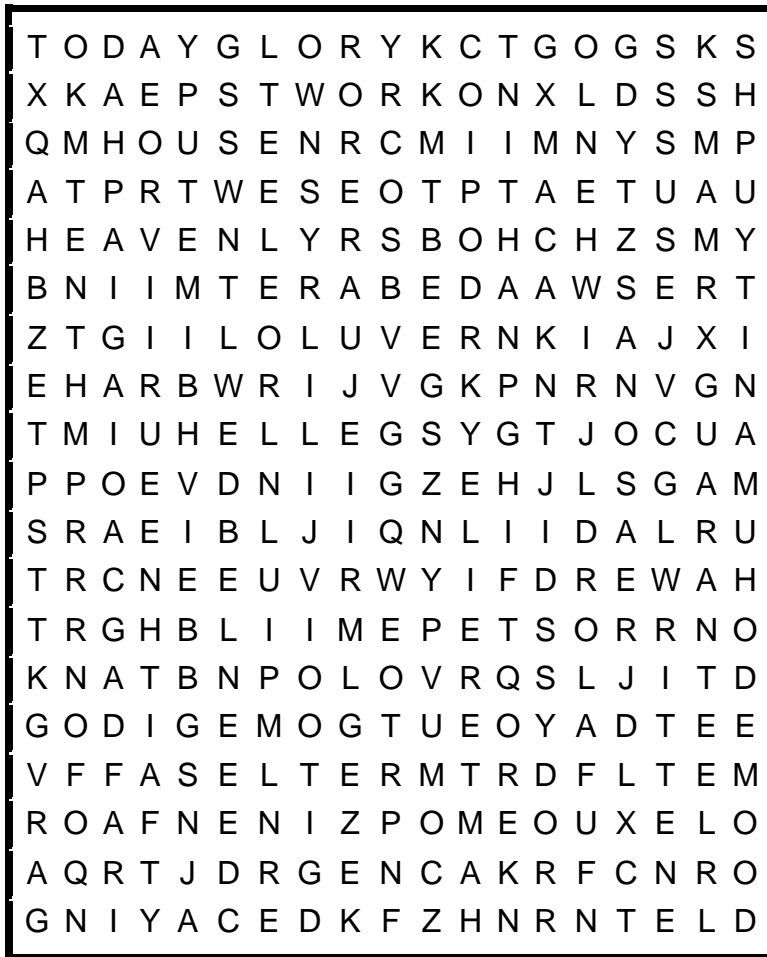 T O D A Y G L O R Y K C T G O G S K S
X K A E P S T W O R K O N X L D S S H
Q M H O U S E N R C M I I M N Y S M P
A T P R T W E S E O T P T A E T U A U
H E A V E N L Y R S B O H C H Z S M Y
B N I I M T E R A B E D A A W S E R T
Z T G I I L O L U V E R N K I A J X I
E H A R B W R I J V G K P N R N V G N
T M I U H E L L E G S Y G T J O C U A
P P O E V D N I I G Z E H J L S G A M
S R A E I B L J I Q N L I I D A L R U
T R C N E E U V R W Y I F D R E W A H
T R G H B L I I M E P E T S O R R N O
K N A T B N P O L O V R Q S L J I T D
G O D I G E M O G T U E O Y A D T E E
V F F A S E L T E R M T R D F L T E M
R O A F N E N I Z P O M E O U X E L O
A Q R T J D R G E N C A K R F C N R O
G N I Y A C E D K F Z H N R N T E L D